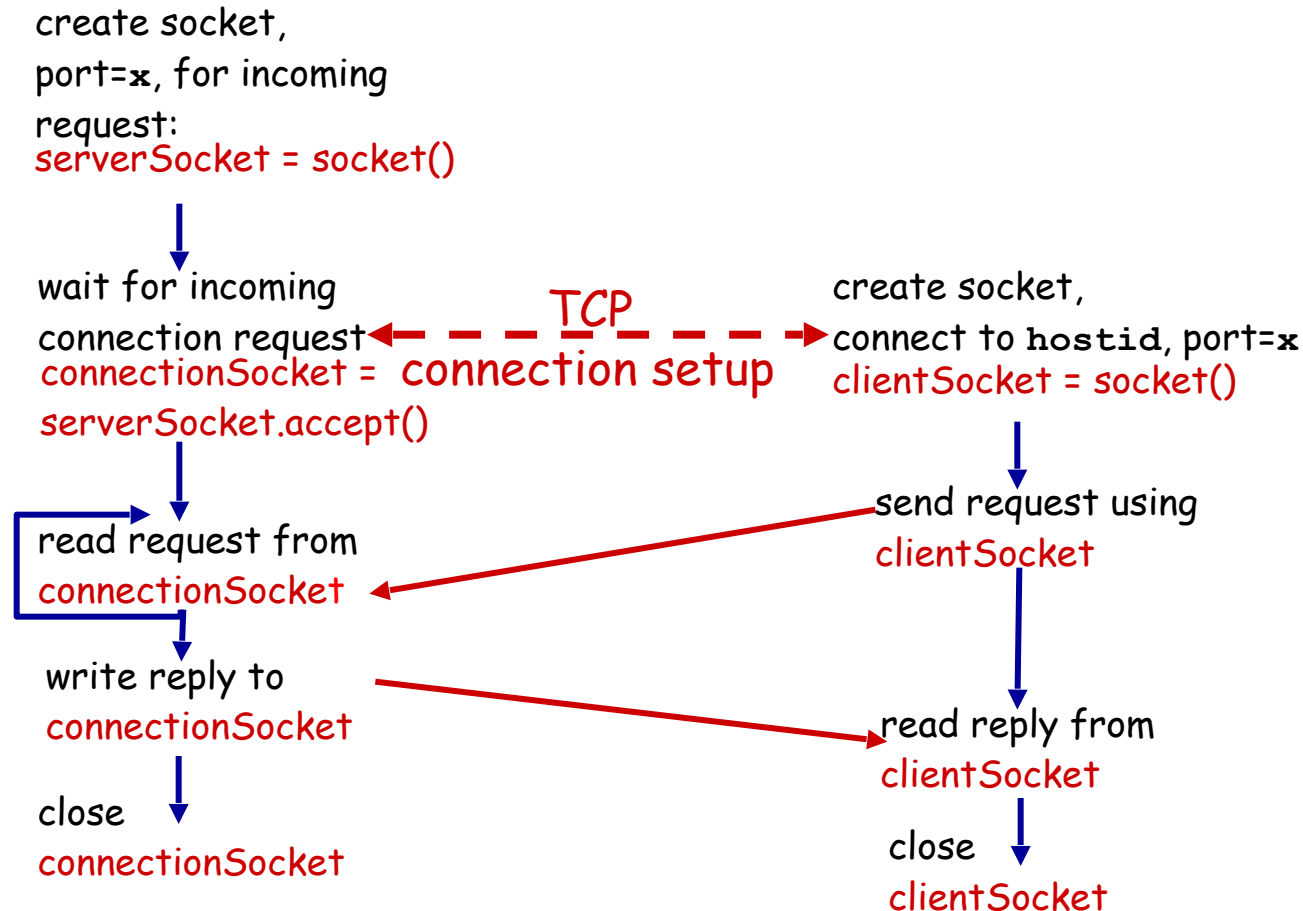 create socket,
port=x, for incoming
request:
serverSocket = socket()
wait for incoming
connection request
connectionSocket =
serverSocket.accept()
TCP
connection setup
create socket,
connect to hostid, port=x
clientSocket = socket()
send request using
clientSocket
read request from
connectionSocket
write reply to
connectionSocket
read reply from
clientSocket
close
connectionSocket
close
clientSocket